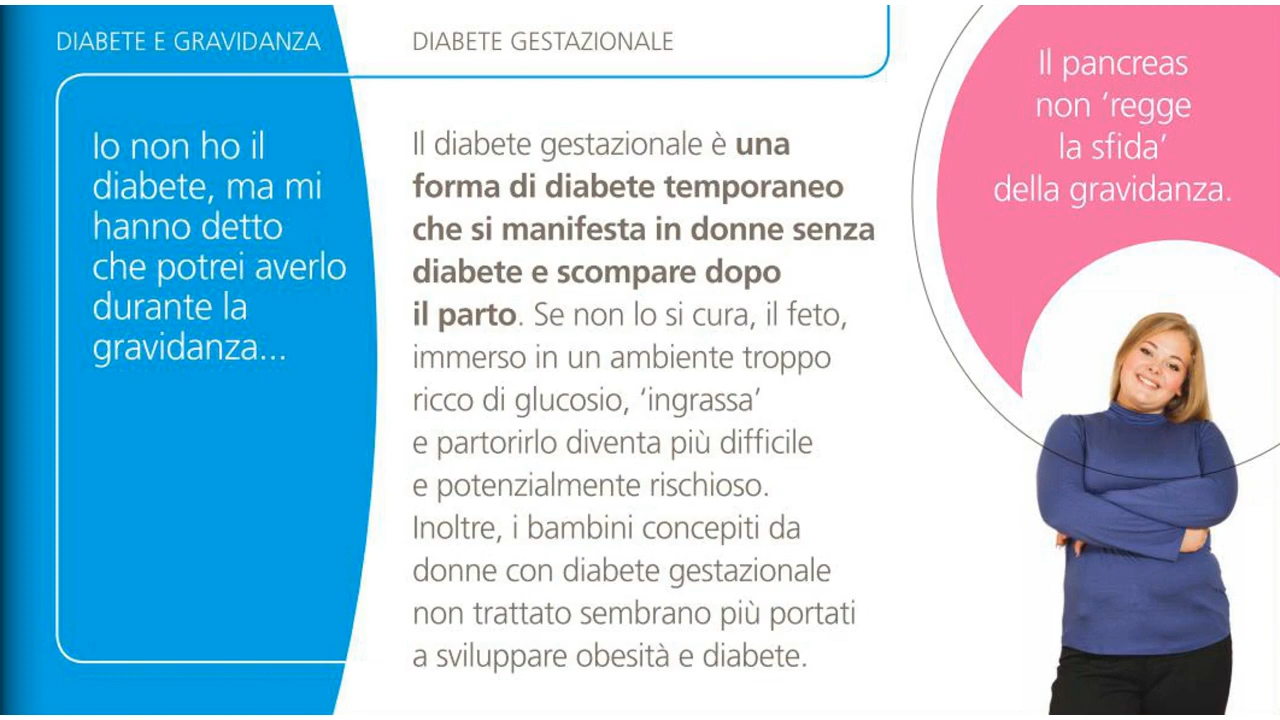 DIABETE E GRAVIDANZA
Io non ho il
diabete, ma mi
hanno detto
che potrei averlo
durante la
gravidanza...
DIABETE GESTAZIONALE
Il diabete gestazionale è una
forma di diabete temporaneo
che si manifesta in donne senza
diabete e scompare dopo
il parto. Se non lo si cura, il feto,
immerso in un ambiente troppo
ricco di glucosio, ‘ingrassa’
e partorirlo diventa più difficile
e potenzialmente rischioso.
Inoltre, i bambini concepiti da
donne con diabete gestazionale
non trattato sembrano più portati
a sviluppare obesità e diabete.
Il pancreas
non ‘regge
la sfida’
della gravidanza.